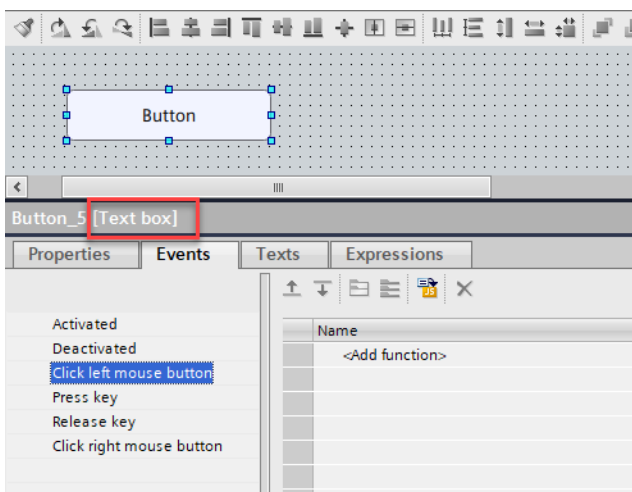 Button
Button_5 [Text box]
Properties Events Texts Expressions
Name
Activated
<Add function>
Deactivated
Click left mouse button
Press key
Release key
Click right mouse button